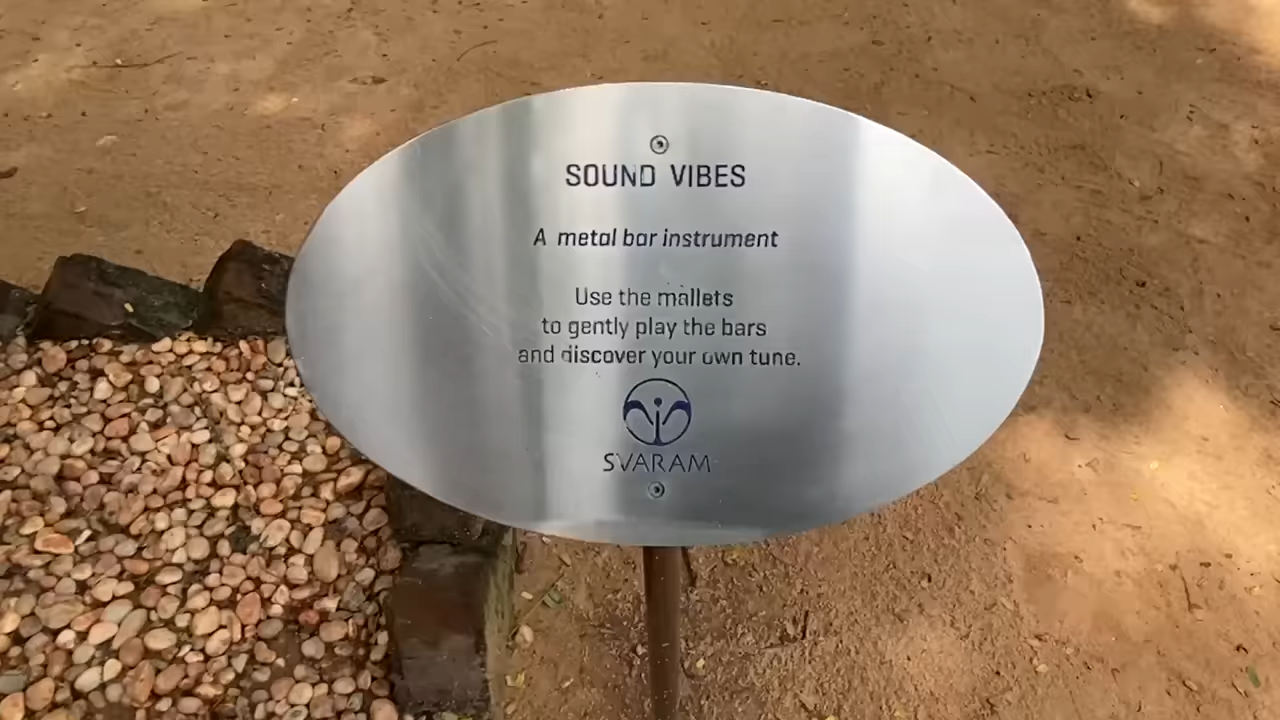 SOUND VIBES
A metal bar instrument
Use the mallets
to gently play the bars
and discover your own tune.
SVARAM